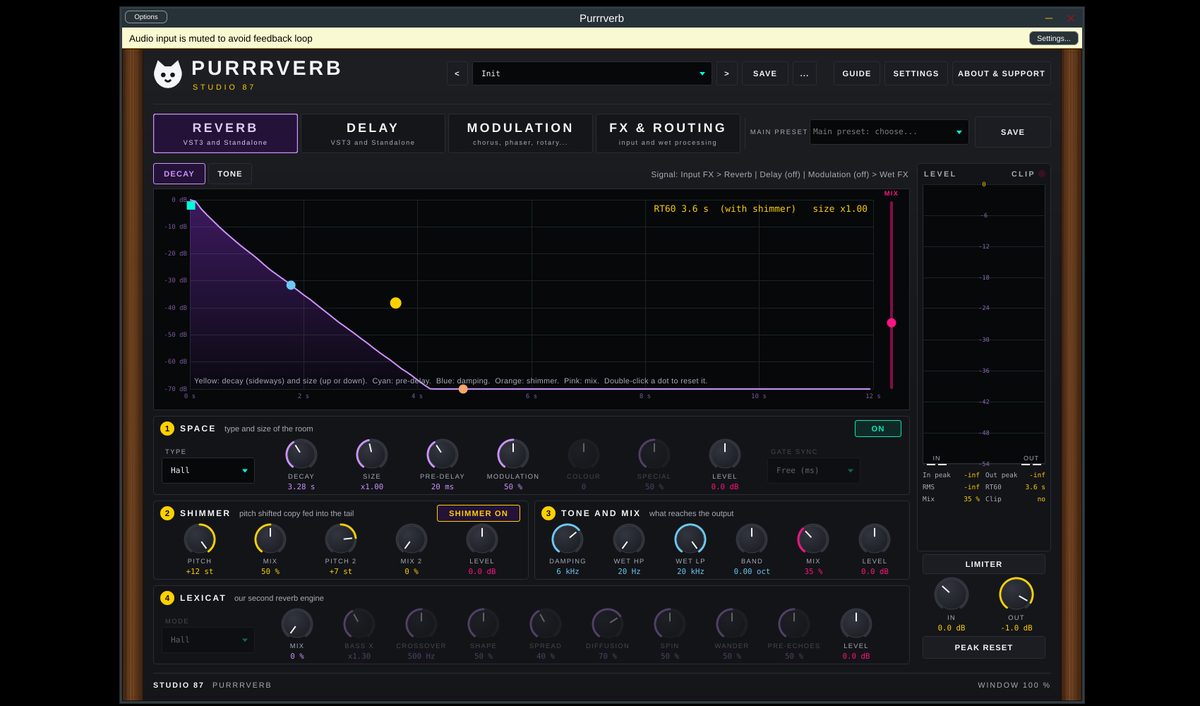 Options
Purrrverb
Audio input is muted to avoid feedback loop
Settings...
PURRRVERB
STUDIO 87
<
Init
>
SAVE
...
GUIDE
SETTINGS
ABOUT & SUPPORT
REVERB
VST3 and Standalone
DELAY
VST3 and Standalone
MODULATION
chorus, phaser, rotary...
FX & ROUTING
input and wet processing
MAIN PRESET
Main preset: choose...
SAVE
DECAY
TONE
Signal: Input FX > Reverb | Delay (off) | Modulation (off) > Wet FX
MIX
RT60 3.6 s (with shimmer) size x1.00
0 dB
-10 dB
-20 dB
-30 dB
-40 dB
-50 dB
-60 dB
-70 dB
Yellow: decay (sideways) and size (up or down). Cyan: pre-delay. Blue: damping. Orange: shimmer. Pink: mix. Double-click a dot to reset it.
0 s 2 s 4 s 6 s 8 s 10 s 12 s
LEVEL CLIP
0
-6
-12
-18
-24
-30
-36
-42
-48
-54
IN OUT
In peak -inf Out peak -inf
RMS -inf RT60 3.6 s
Mix 35 % Clip no
1 SPACE type and size of the room
ON
TYPE
Hall
DECAY SIZE PRE-DELAY MODULATION COLOUR SPECIAL LEVEL
3.28 s x1.00 20 ms 50 % 0 50 % 0.0 dB
GATE SYNC
Free (ms)
2 SHIMMER pitch shifted copy fed into the tail
SHIMMER ON
PITCH MIX PITCH 2 MIX 2 LEVEL
+12 st 50 % +7 st 0 % 0.0 dB
3 TONE AND MIX what reaches the output
DAMPING WET HP WET LP BAND MIX LEVEL
6 kHz 20 Hz 20 kHz 0.00 oct 35 % 0.0 dB
4 LEXICAT our second reverb engine
MODE
Hall
MIX BASS X CROSSOVER SHAPE SPREAD DIFFUSION SPIN WANDER PRE-ECHOES LEVEL
0 % x1.30 500 Hz 50 % 40 % 70 % 50 % 50 % 50 % 0.0 dB
LIMITER
IN OUT
0.0 dB -1.0 dB
PEAK RESET
STUDIO 87 PURRRVERB
WINDOW 100 %